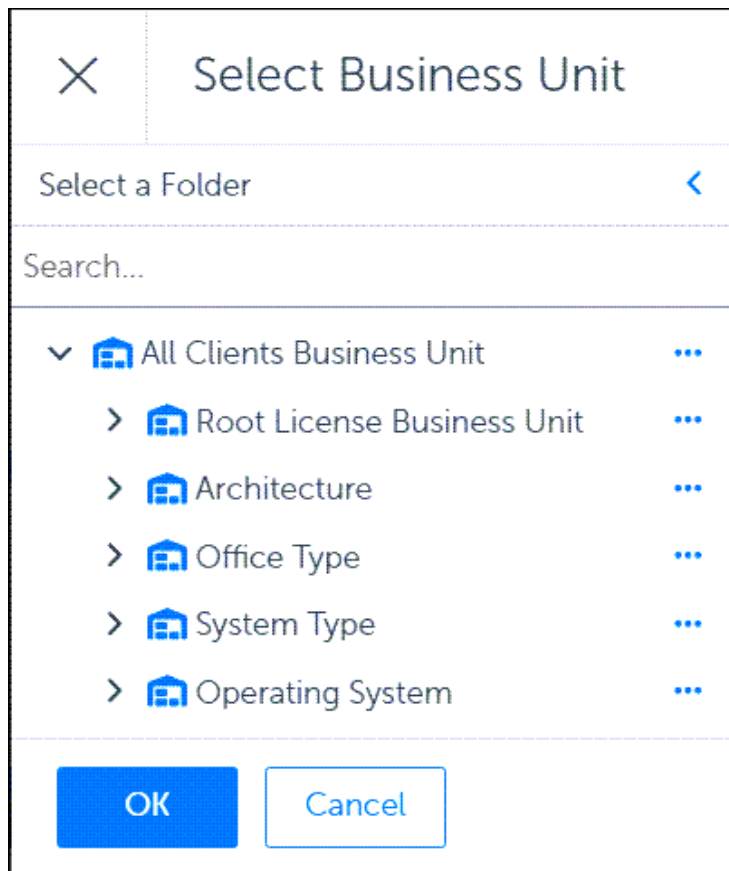 Select Business Unit
Select a Folder
Search...
All Clients Business Unit
Root License Business Unit
Architecture
Office Type
System Type
Operating System
OK Cancel